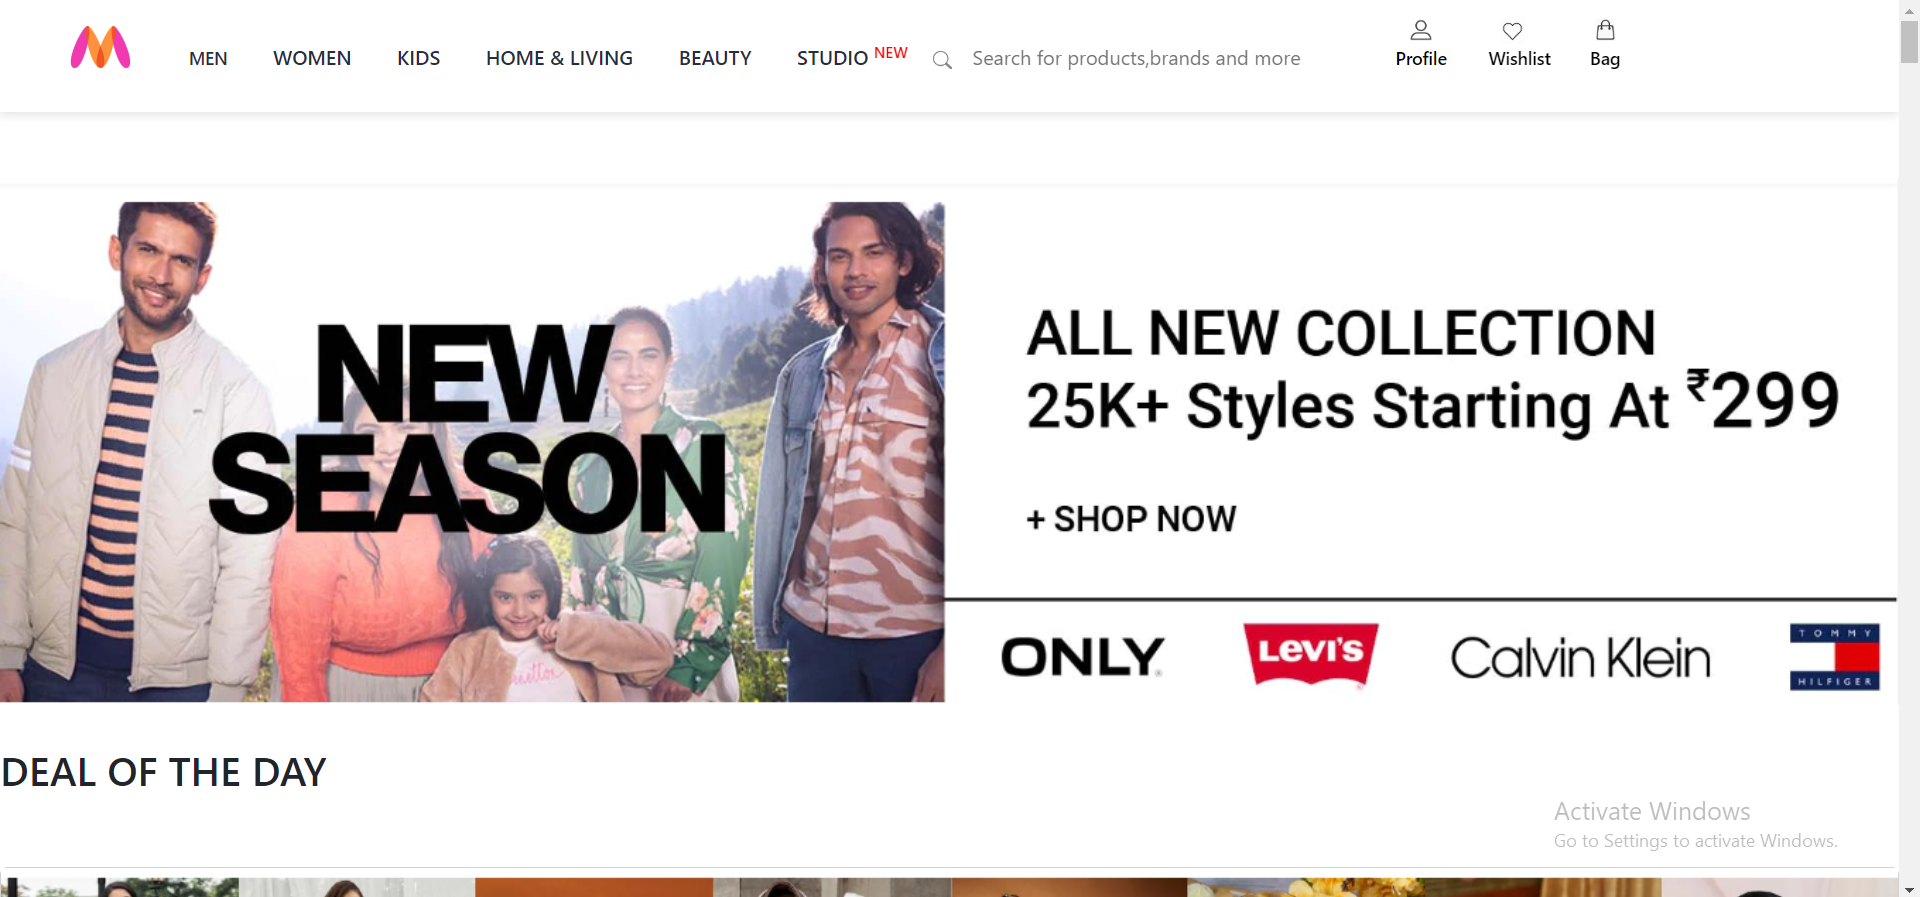 MEN WOMEN KIDS HOME & LIVING BEAUTY STUDIO NEW Search for products,brands and more Profile Wishlist Bag
NEW
SEASON
ALL NEW COLLECTION
25K+ Styles Starting At ₹299
+ SHOP NOW
benetton
ONLY
LEVI'S
Calvin Klein
TOMMY
HILFIGER
DEAL OF THE DAY
Activate Windows
Go to Settings to activate Windows.